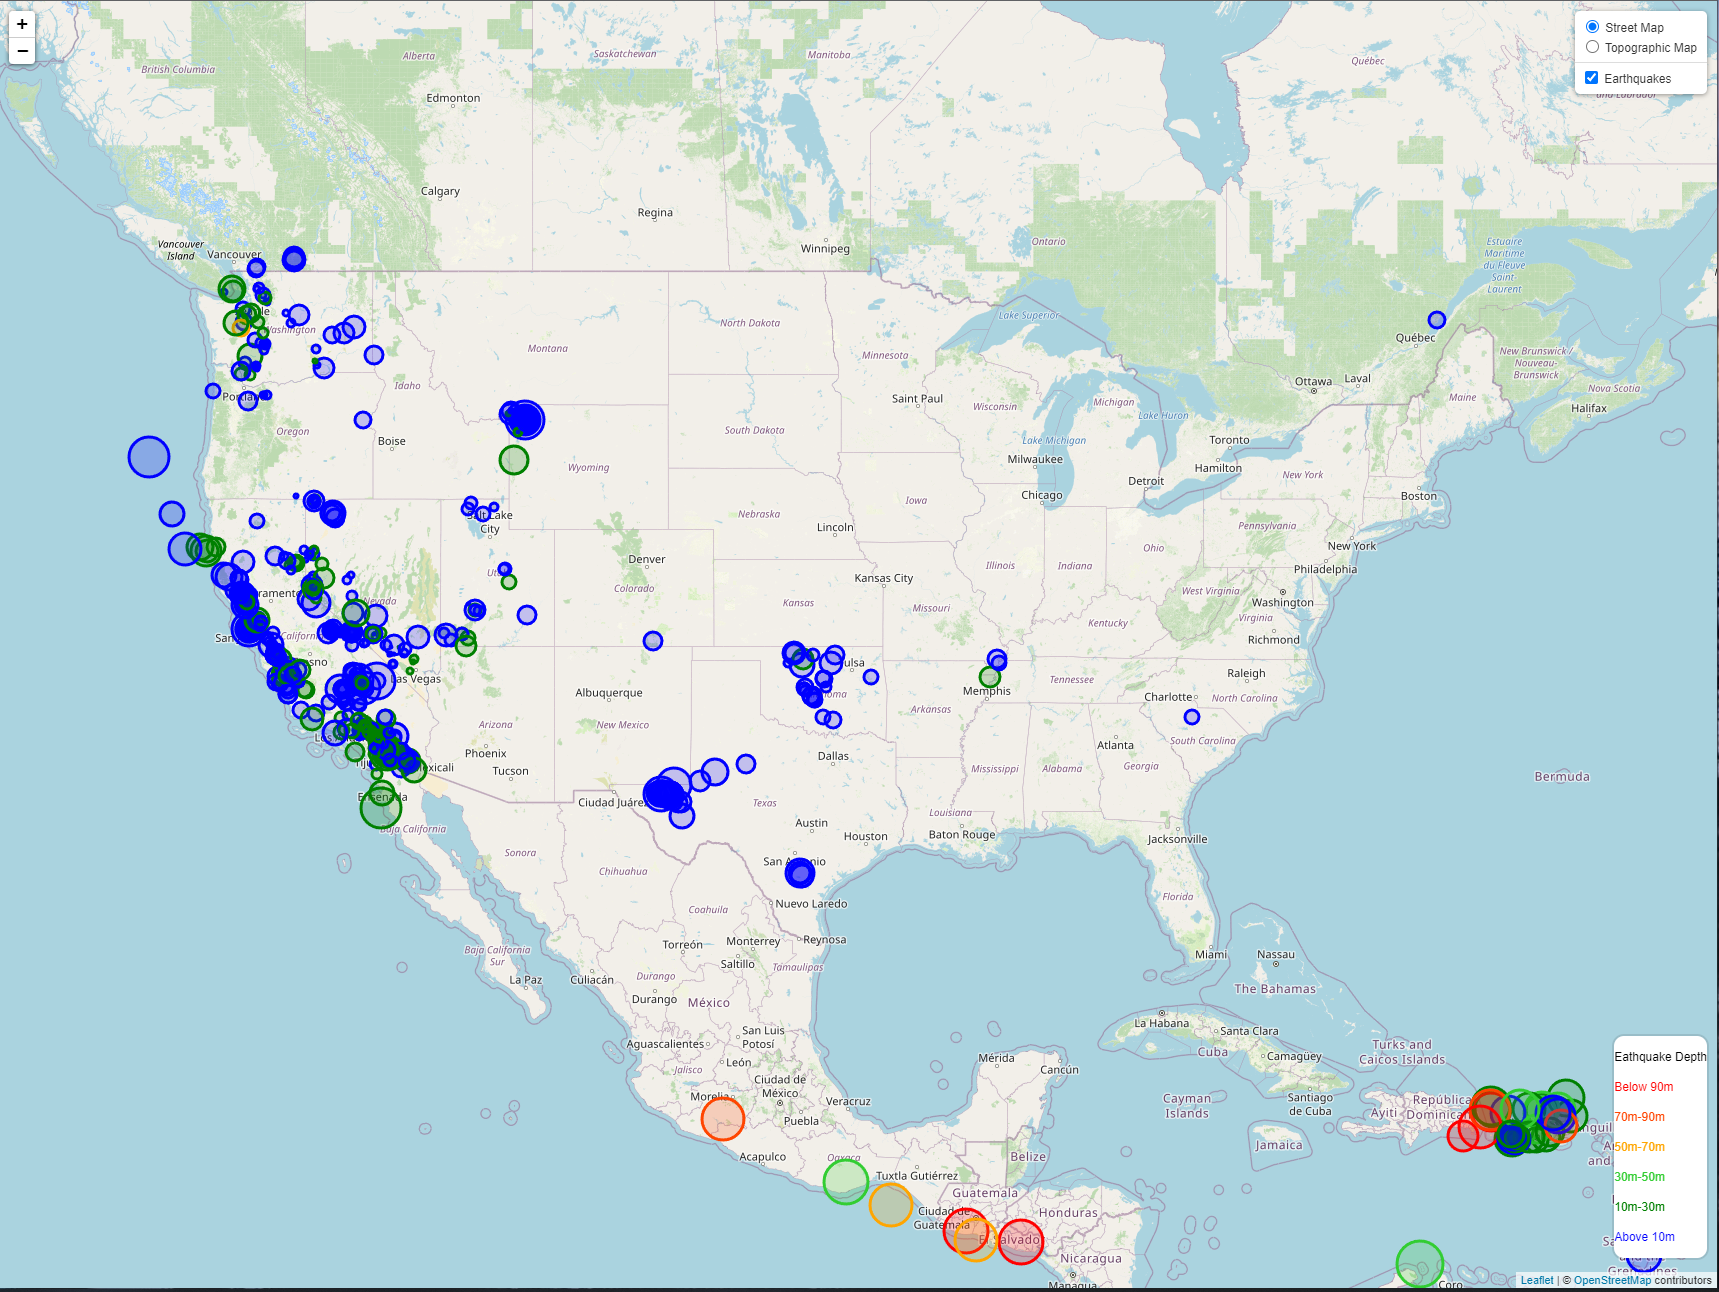 +
−
Street Map
Topographic Map
Earthquakes
British Columbia
Alberta
Saskatchewan
Manitoba
Québec
Edmonton
Calgary
Regina
Winnipeg
Ontario
Estuaire
Maritime
du Fleuve
Saint-
Laurent
Vancouver
Island
Vancouver
Washington
Montana
North Dakota
Lake Superior
Minnesota
Québec
New Brunswick /
Nouveau-
Brunswick
Nova Scotia
Idaho
Ottawa
Laval
Saint Paul
Wisconsin
Michigan
Lake Huron
Maine
Halifax
Oregon
Boise
South Dakota
Lake Michigan
Toronto
Wyoming
Milwaukee
Hamilton
New York
Detroit
Chicago
Boston
Iowa
Salt Lake
City
Nebraska
Lincoln
Pennsylvania
New York
Ohio
Denver
Illinois
Indiana
Philadelphia
Colorado
Kansas City
Kansas
Missouri
West Virginia
Washington
Nevada
Virginia
Kentucky
Richmond
Las Vegas
Albuquerque
Tennessee
Raleigh
Memphis
Charlotte
North Carolina
Arizona
New Mexico
Arkansas
South Carolina
Phoenix
Dallas
Atlanta
Tucson
Mississippi
Alabama
Georgia
Bermuda
Ensenada
Ciudad Juárez
Texas
Louisiana
Baja California
Austin
Houston
Baton Rouge
Jacksonville
Sonora
San Antonio
Chihuahua
Florida
Nuevo Laredo
Coahuila
Baja California
Sur
Torreón
Monterrey
Reynosa
Saltillo
Tamaulipas
Miami
Nassau
La Paz
Culiacán
Durango
Durango
México
The Bahamas
San Luis
Potosí
La Habana
Santa Clara
Aguascalientes
León
Cuba
Camagüey
Turks and
Caicos Islands
Jalisco
Mérida
Cancún
Ciudad de
México
Morelia
Veracruz
Puebla
Cayman
Islands
Santiago
de Cuba
Ayiti
Jamaica
Acapulco
Oaxaca
Belize
Tuxtla Gutiérrez
Guatemala
Ciudad de
Guatemala
Honduras
El Salvador
Nicaragua
Managua
Coro
Eathquake Depth
Below 90m
70m-90m
50m-70m
30m-50m
10m-30m
Above 10m
Leaflet | © OpenStreetMap contributors